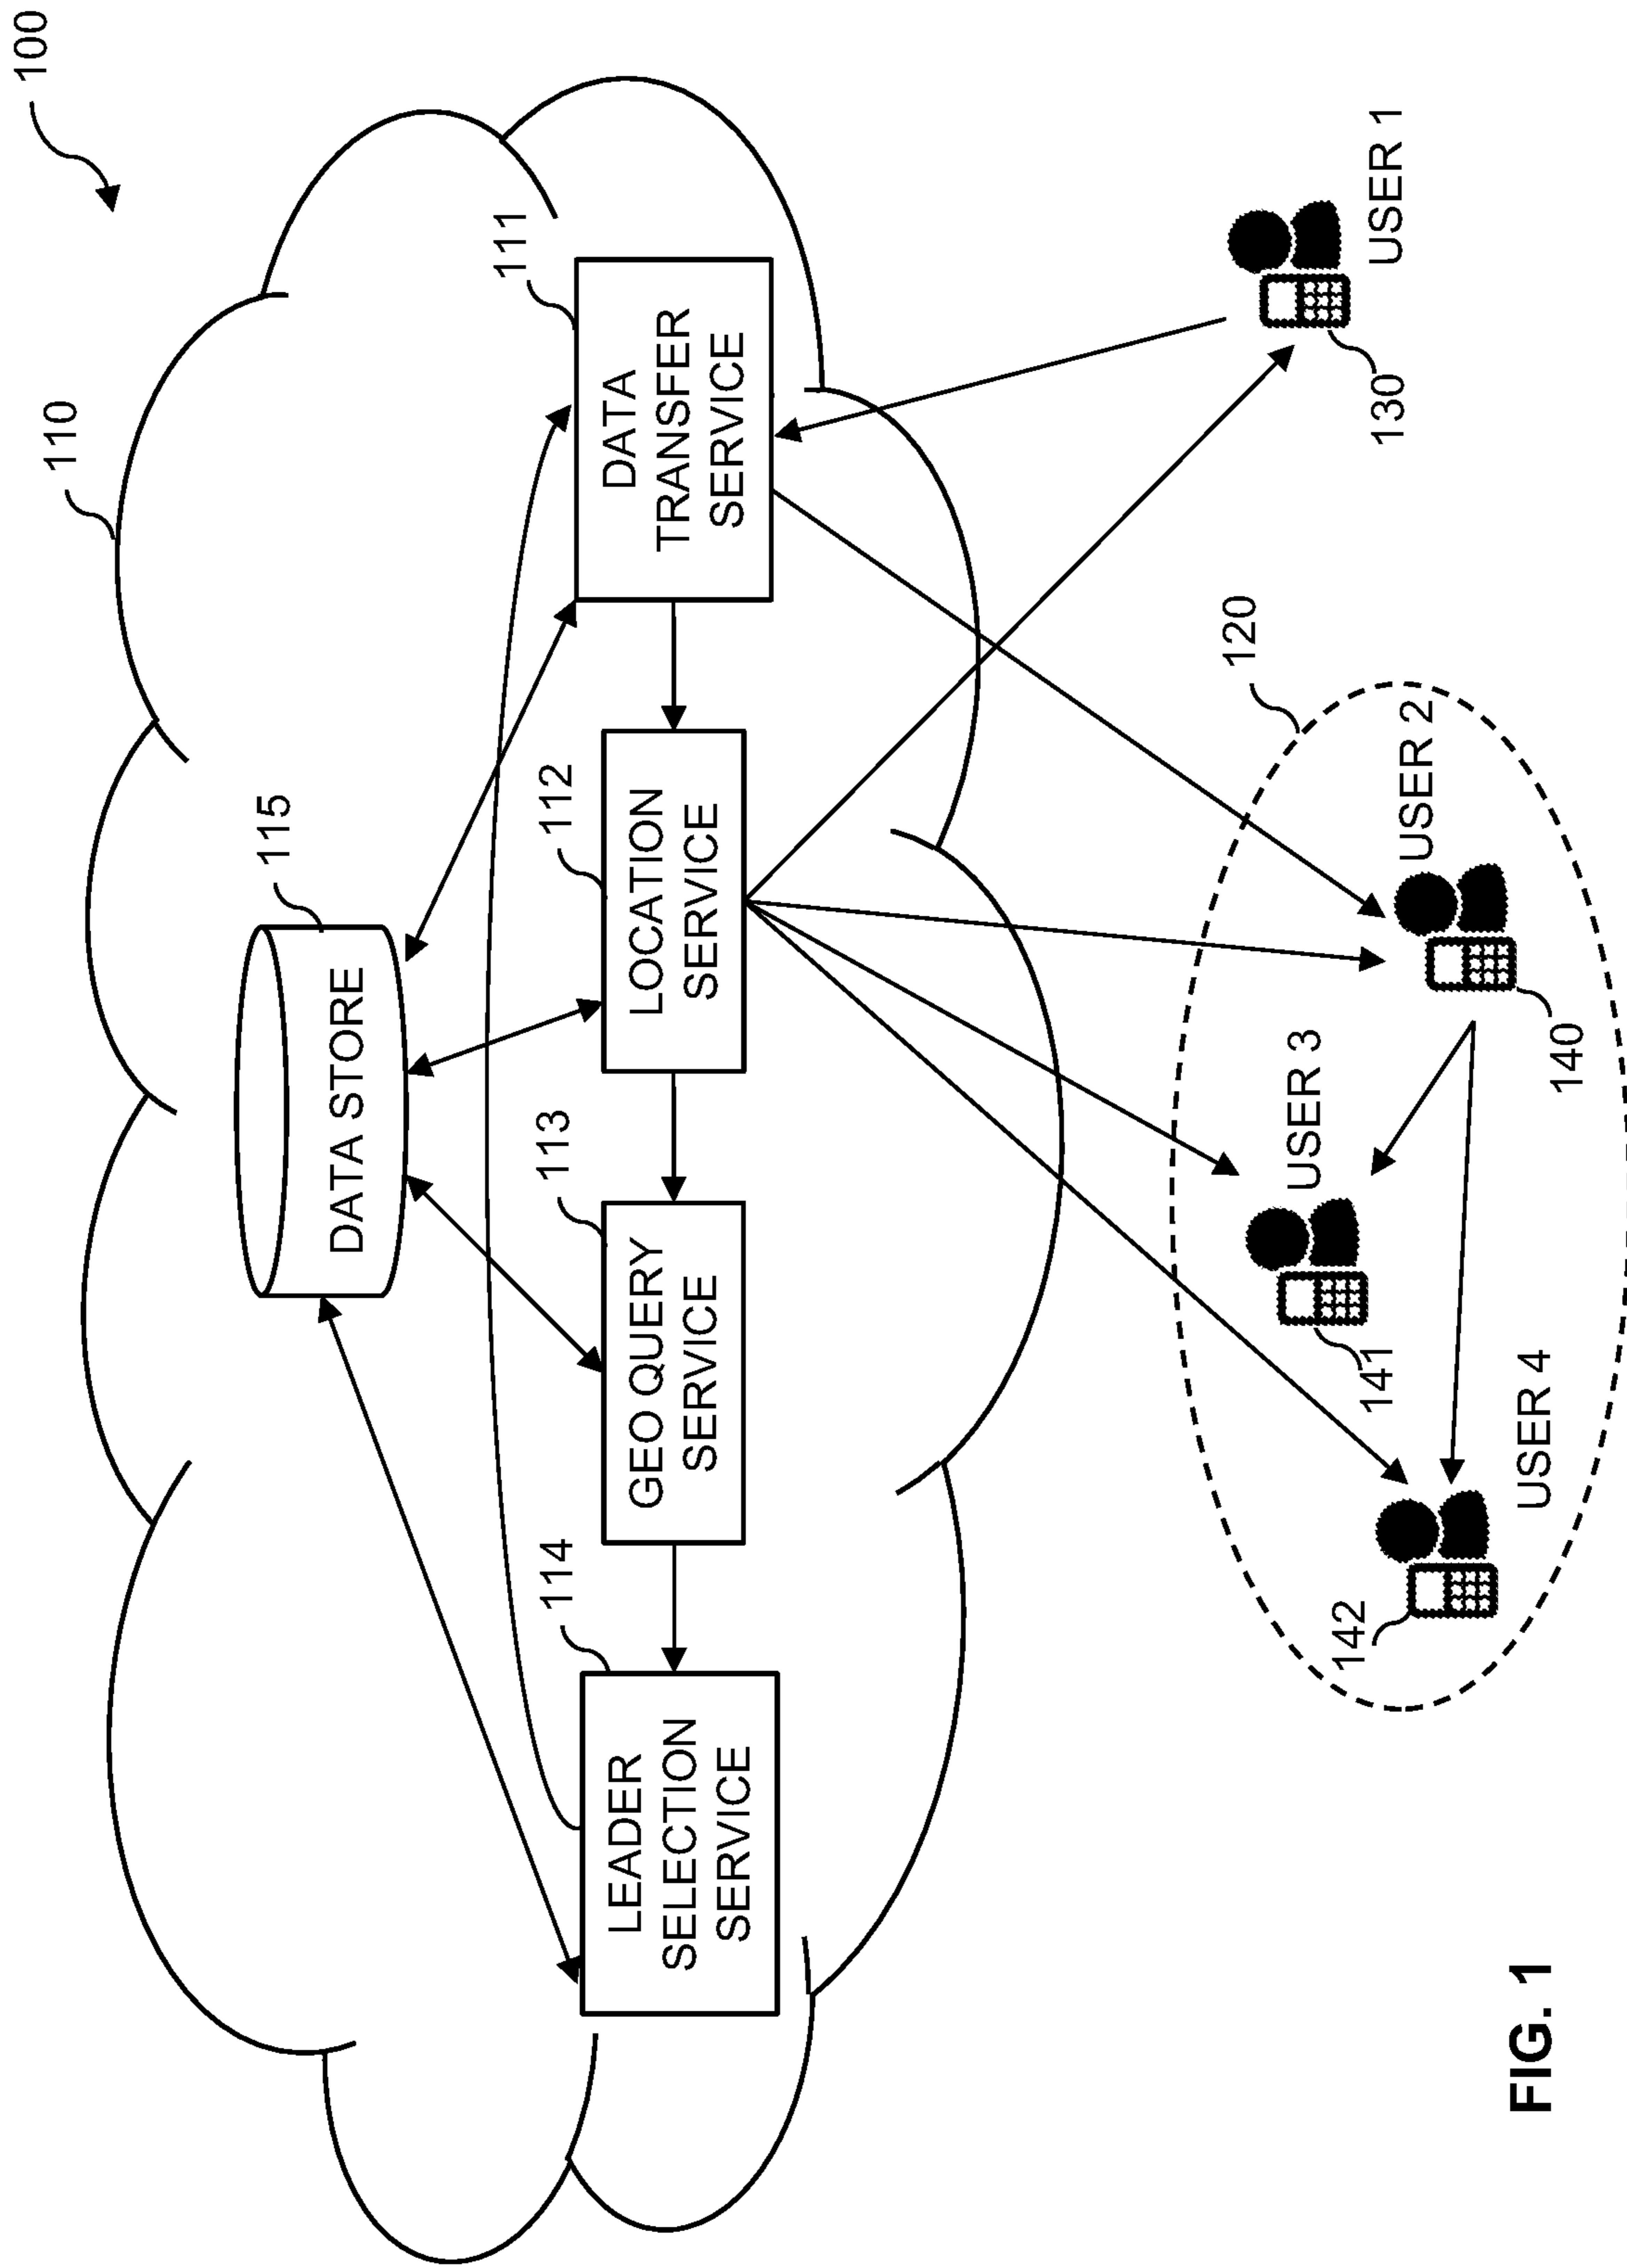 100
110
115
DATA STORE
114
113
112
111
LEADER
SELECTION
SERVICE
GEO QUERY
SERVICE
LOCATION
SERVICE
DATA
TRANSFER
SERVICE
120
USER 1
130
USER 2
140
USER 3
141
USER 4
142
FIG. 1